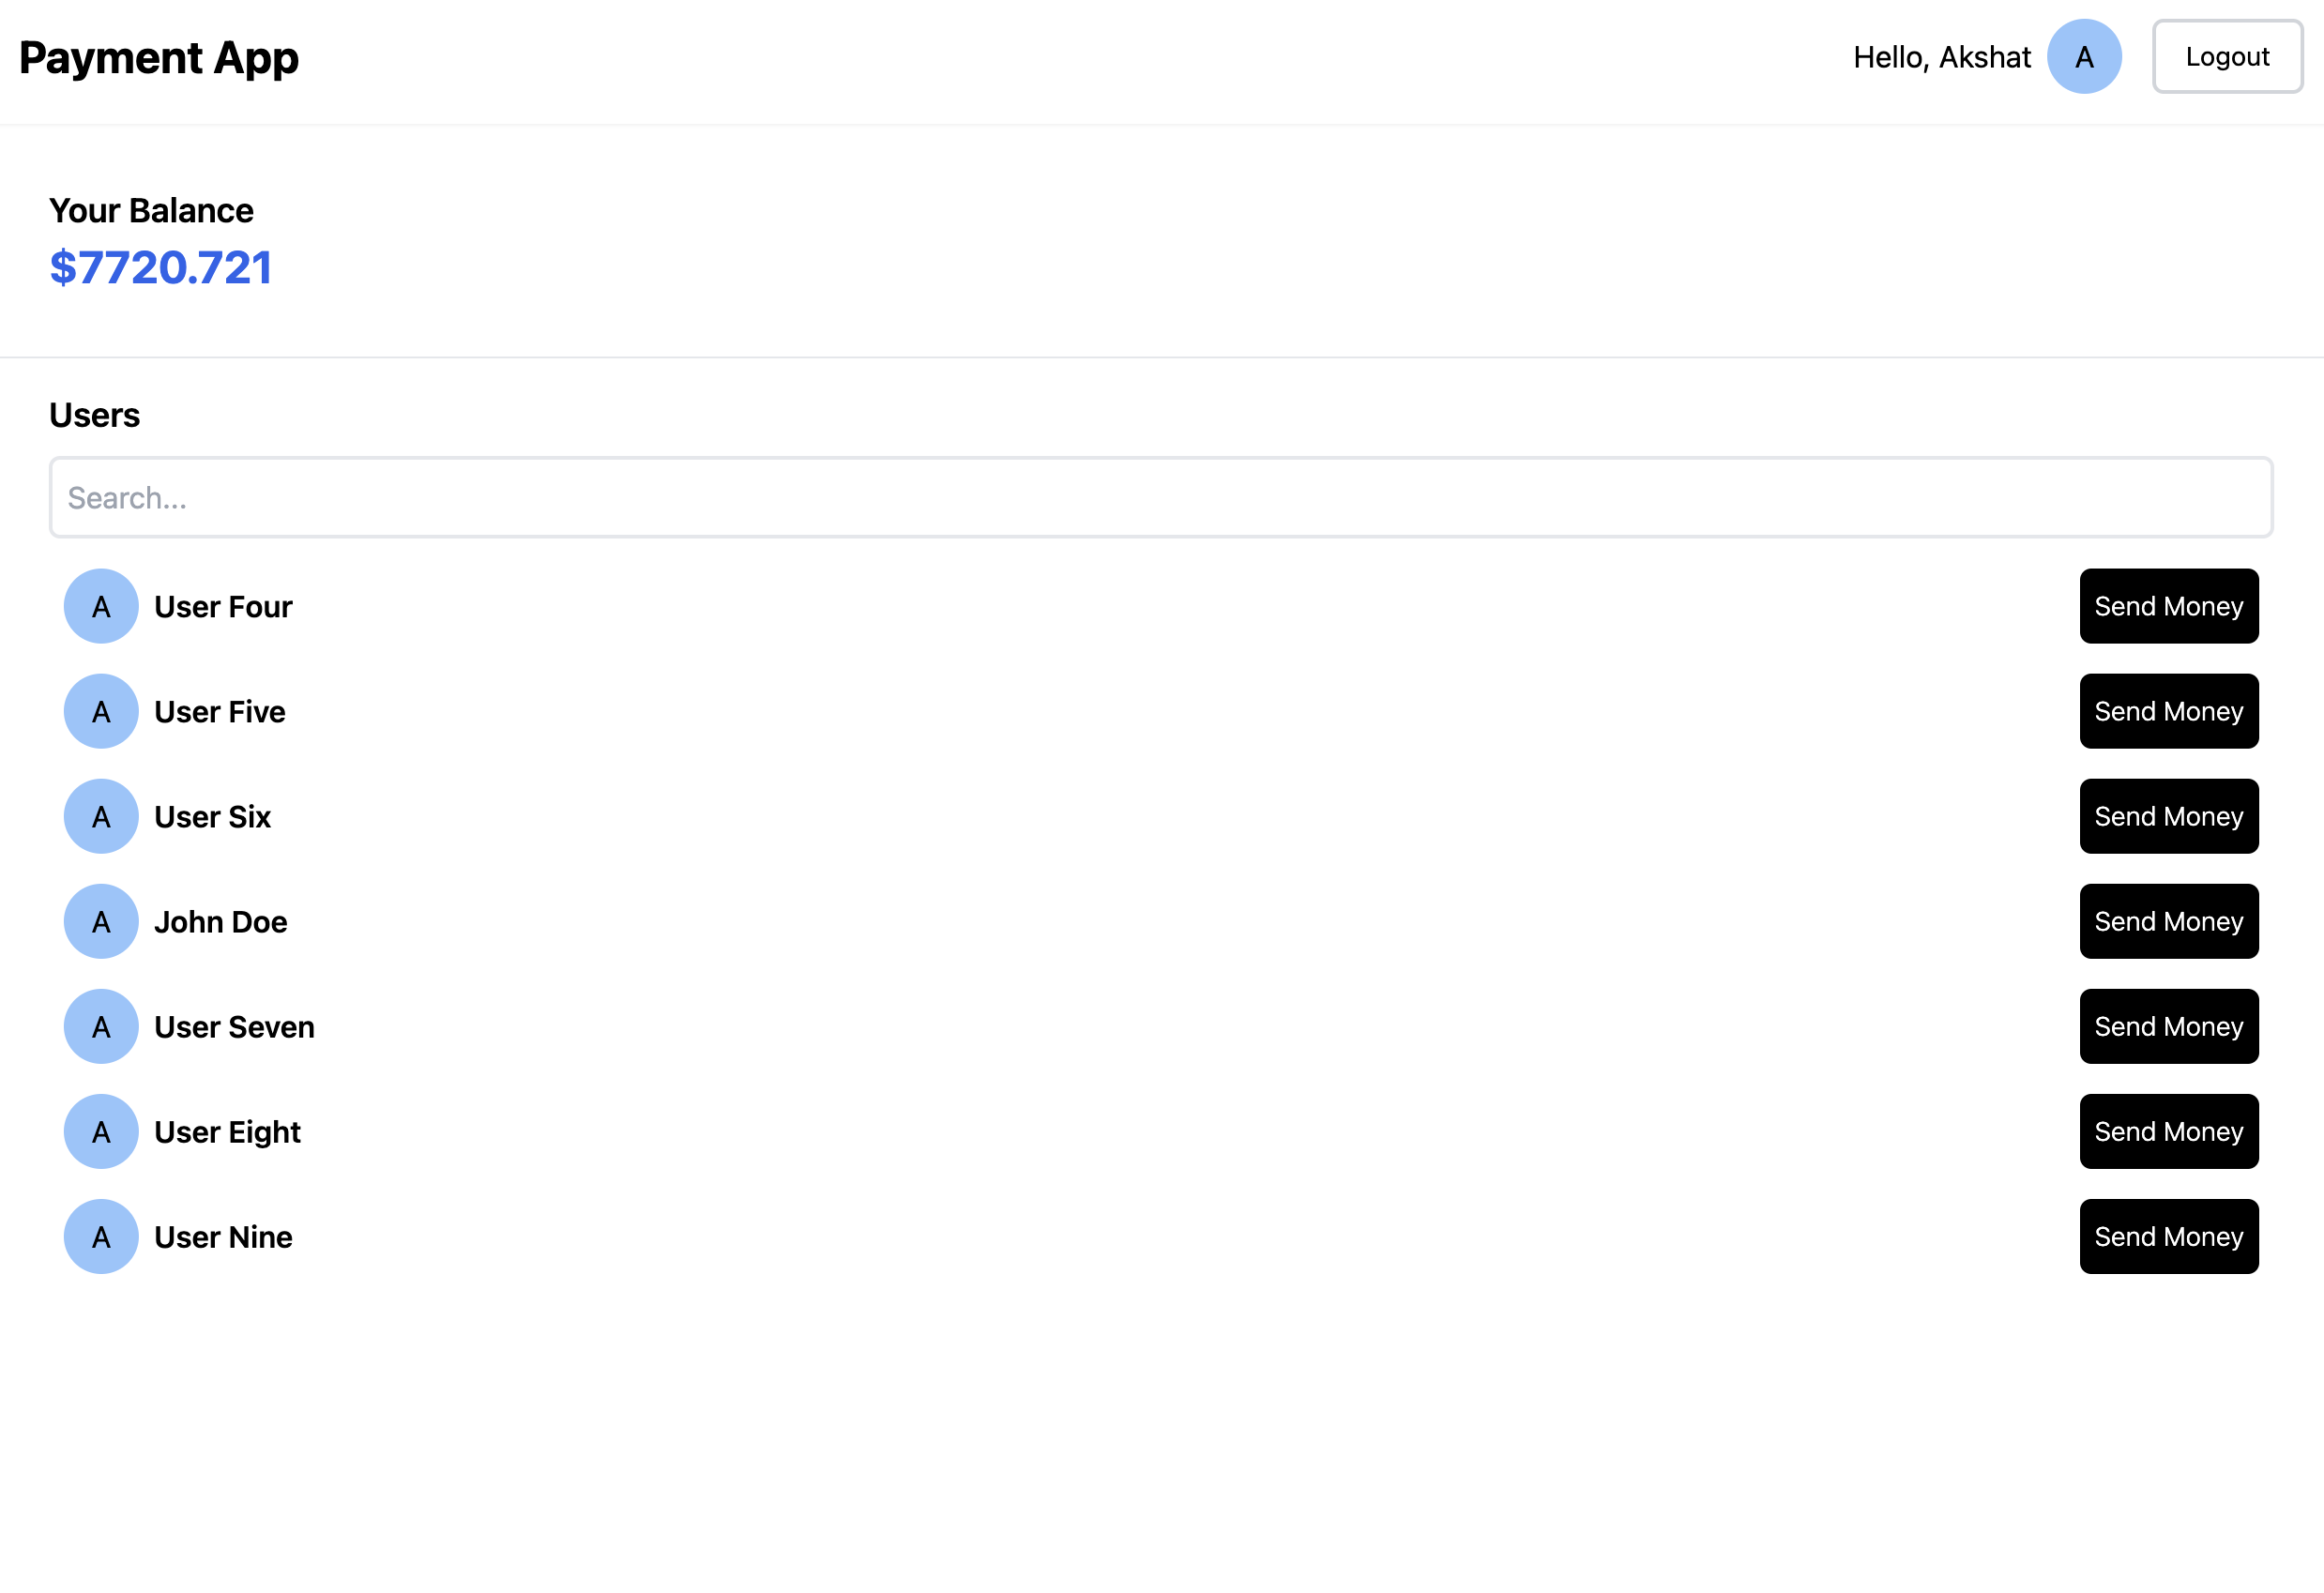 Payment App
Hello, Akshat A Logout
Your Balance
$7720.721
Users
Search...
A User Four Send Money
A User Five Send Money
A User Six Send Money
A John Doe Send Money
A User Seven Send Money
A User Eight Send Money
A User Nine Send Money